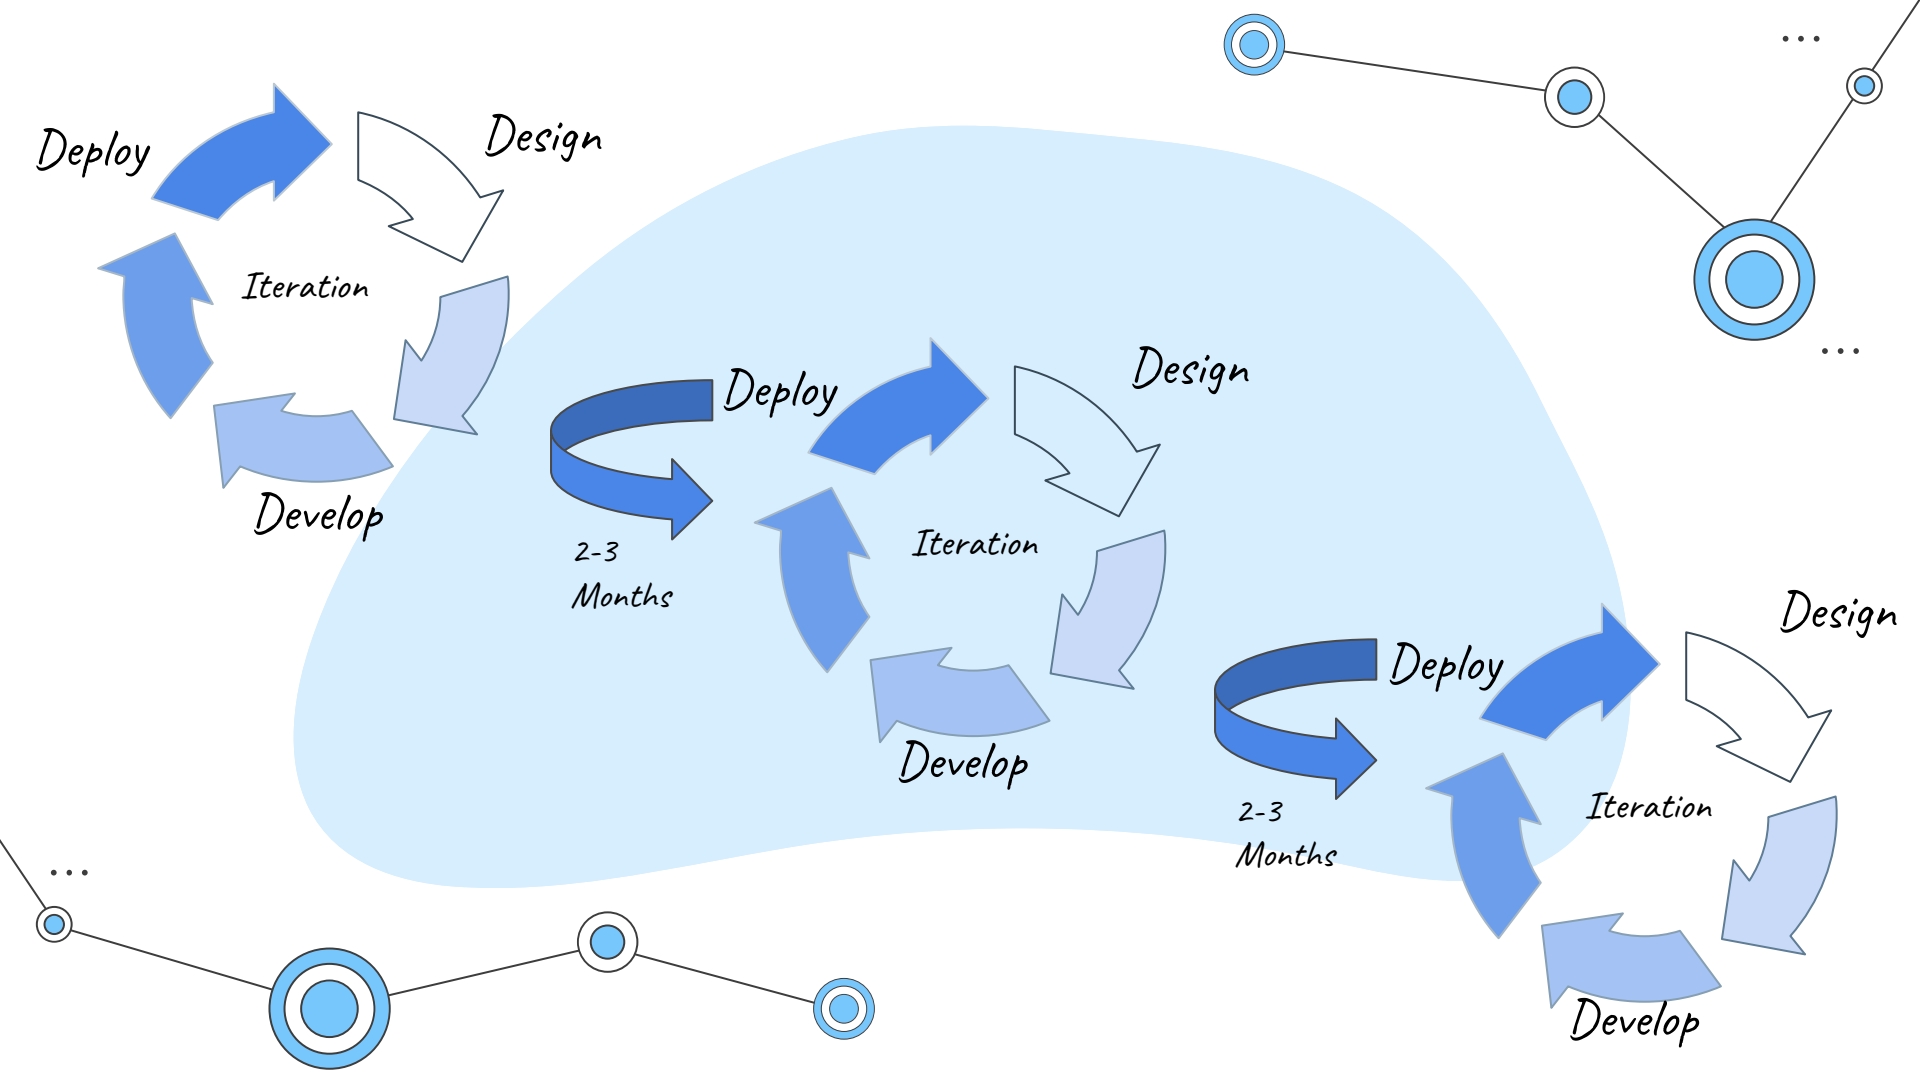 Deploy
Design
Iteration
Develop
Deploy
Design
2-3
Months
Iteration
Develop
Deploy
Design
2-3
Months
Iteration
Develop